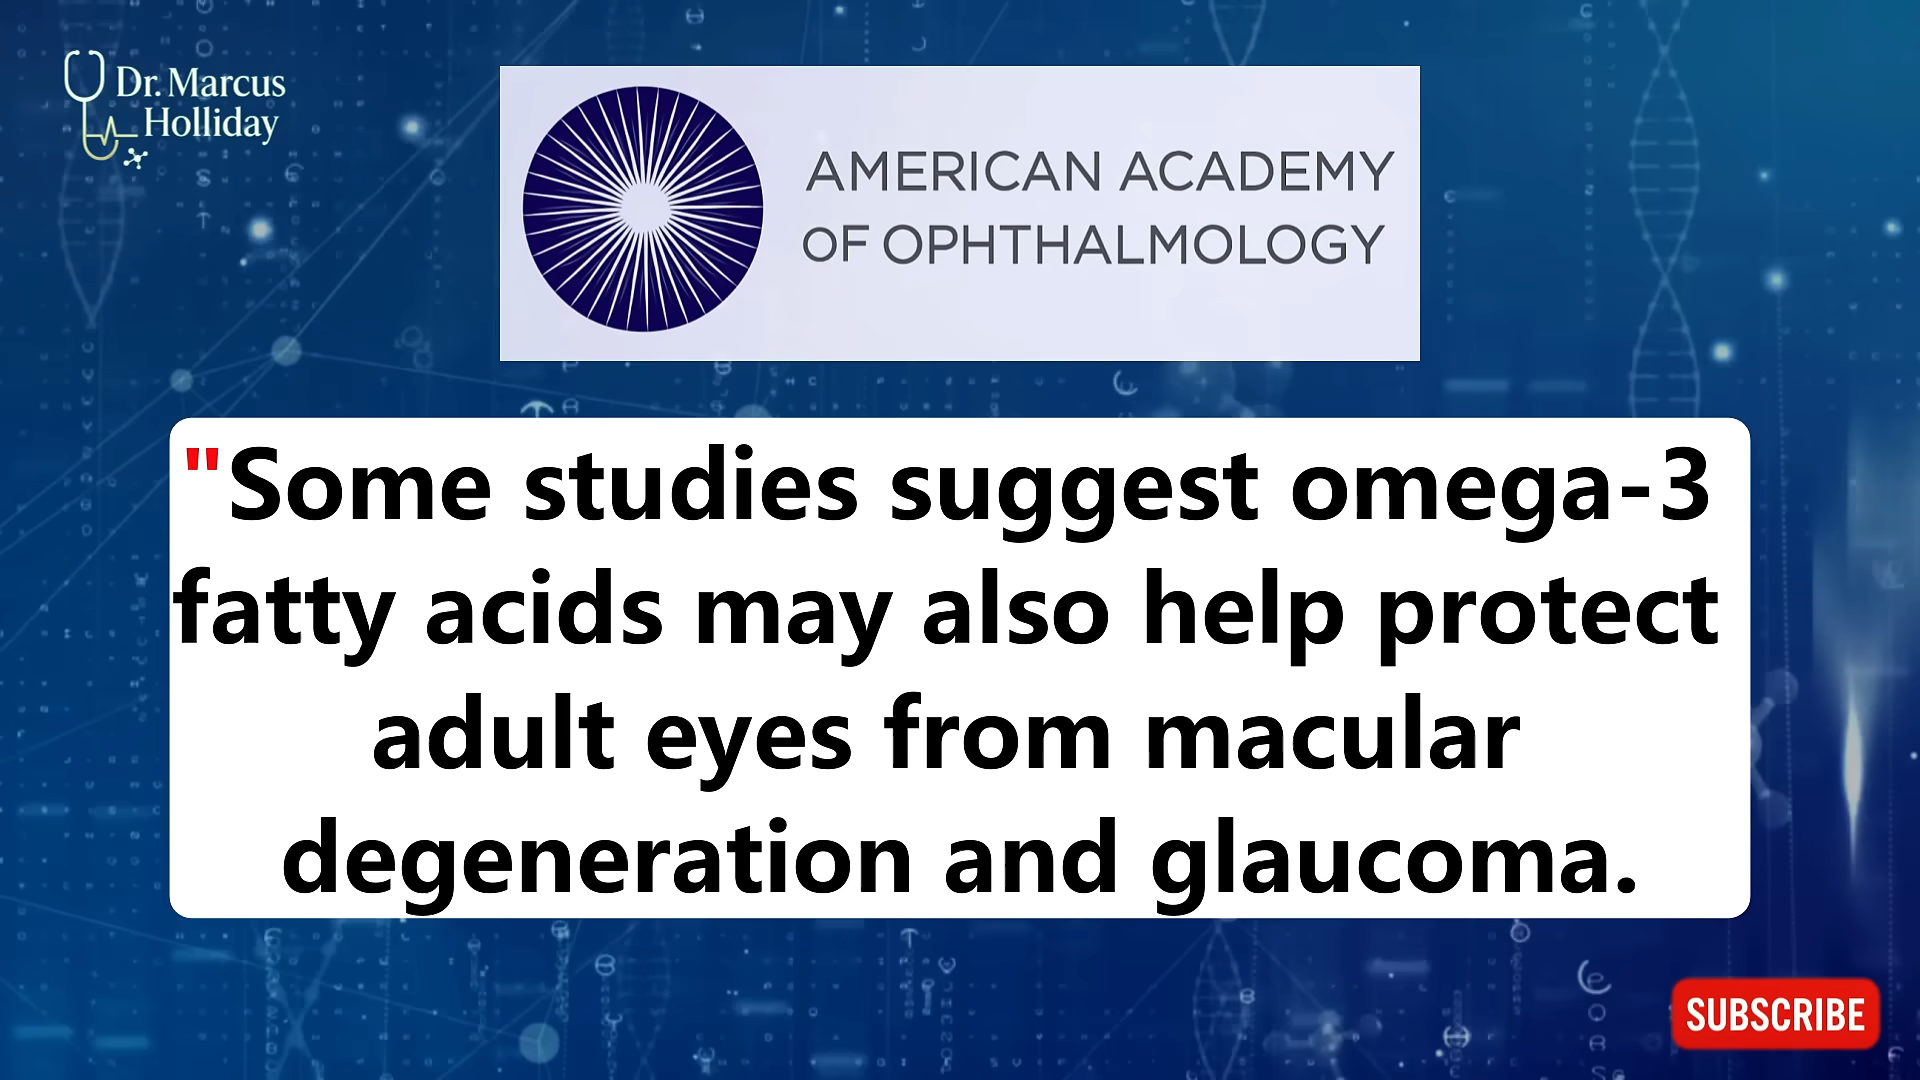 Dr. Marcus
Holliday
AMERICAN ACADEMY
OF OPHTHALMOLOGY
"Some studies suggest omega-3
fatty acids may also help protect
adult eyes from macular
degeneration and glaucoma.
SUBSCRIBE